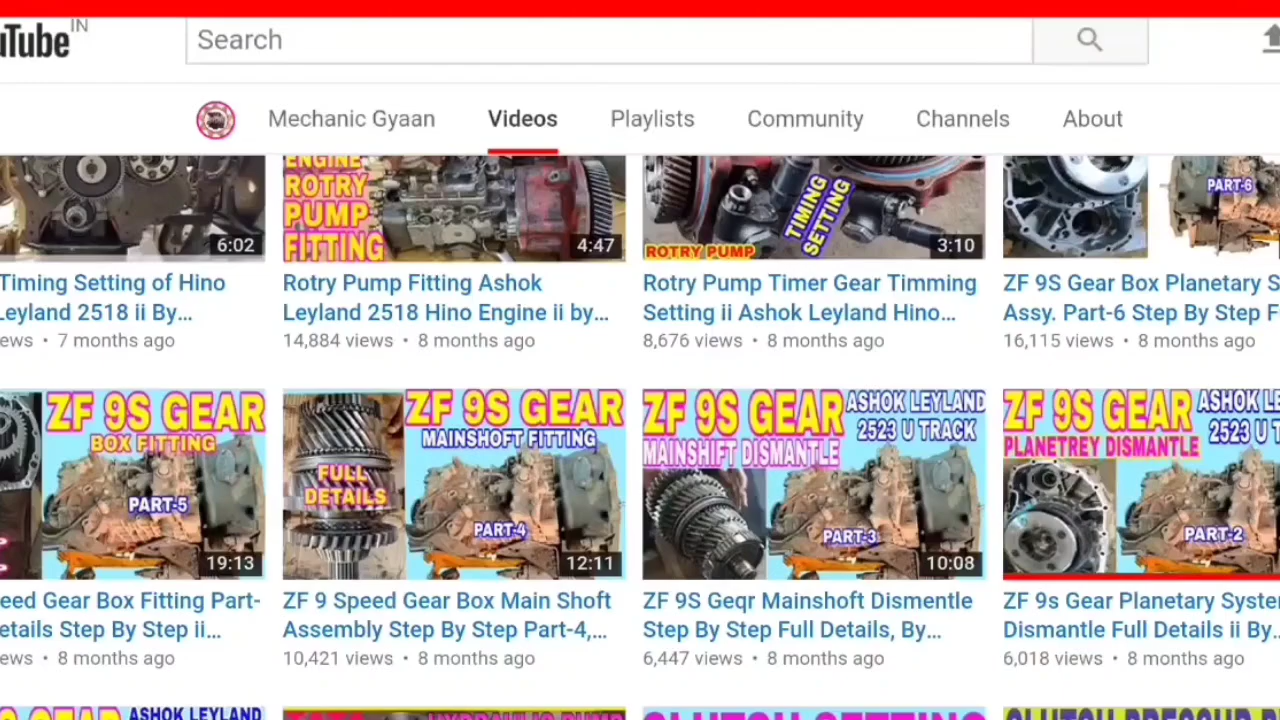 uTube IN
Search
Mechanic Gyaan
Videos
Playlists
Community
Channels
About
6:02
ENGINE
ROTRY
PUMP
FITTING
4:47
TIMING
SETTING
ROTRY PUMP
3:10
PART-6
Timing Setting of Hino
Leyland 2518 ii By...
ews • 7 months ago
Rotry Pump Fitting Ashok
Leyland 2518 Hino Engine ii by...
14,884 views • 8 months ago
Rotry Pump Timer Gear Timming
Setting ii Ashok Leyland Hino...
8,676 views • 8 months ago
ZF 9S Gear Box Planetary S
Assy. Part-6 Step By Step F
16,115 views • 8 months ago
ZF 9S GEAR
BOX FITTING
PART-5
19:13
ZF 9S GEAR
MAINSHOFT FITTING
FULL
DETAILS
PART-4
12:11
ZF 9S GEAR
ASHOK LEYLAND
2523 U TRACK
MAINSHIFT DISMANTLE
PART-3
10:08
ZF 9S GEAR
ASHOK LE
2523 U T
PLANETREY DISMANTLE
PART-2
eed Gear Box Fitting Part-
etails Step By Step ii...
ews • 8 months ago
ZF 9 Speed Gear Box Main Shoft
Assembly Step By Step Part-4,...
10,421 views • 8 months ago
ZF 9S Geqr Mainshoft Dismentle
Step By Step Full Details, By...
6,447 views • 8 months ago
ZF 9s Gear Planetary Syste
Dismantle Full Details ii By..
6,018 views • 8 months ago
S GEAR
ASHOK LEYLAND
TATA
HYDRAULIC PUMP
CLUTCH SETTING